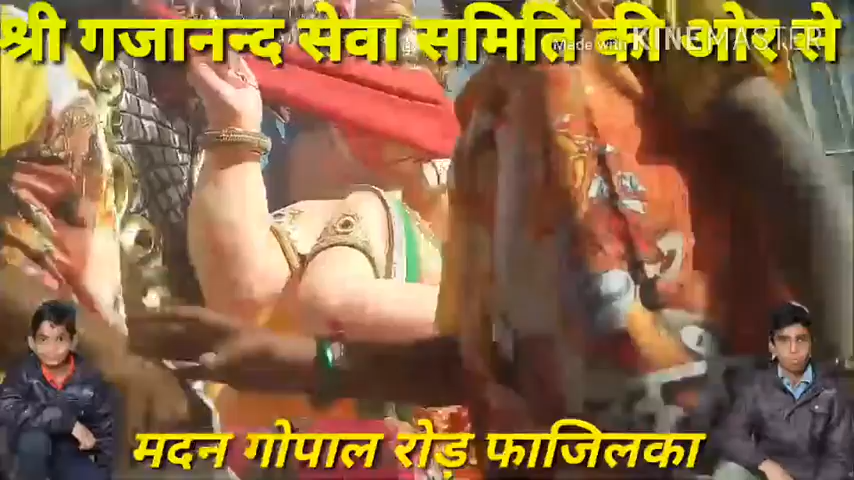 श्री गजानन्द सेवा समिति की ओर से
Made with KINEMASTER
मदन गोपाल रोड़ फाजिलका